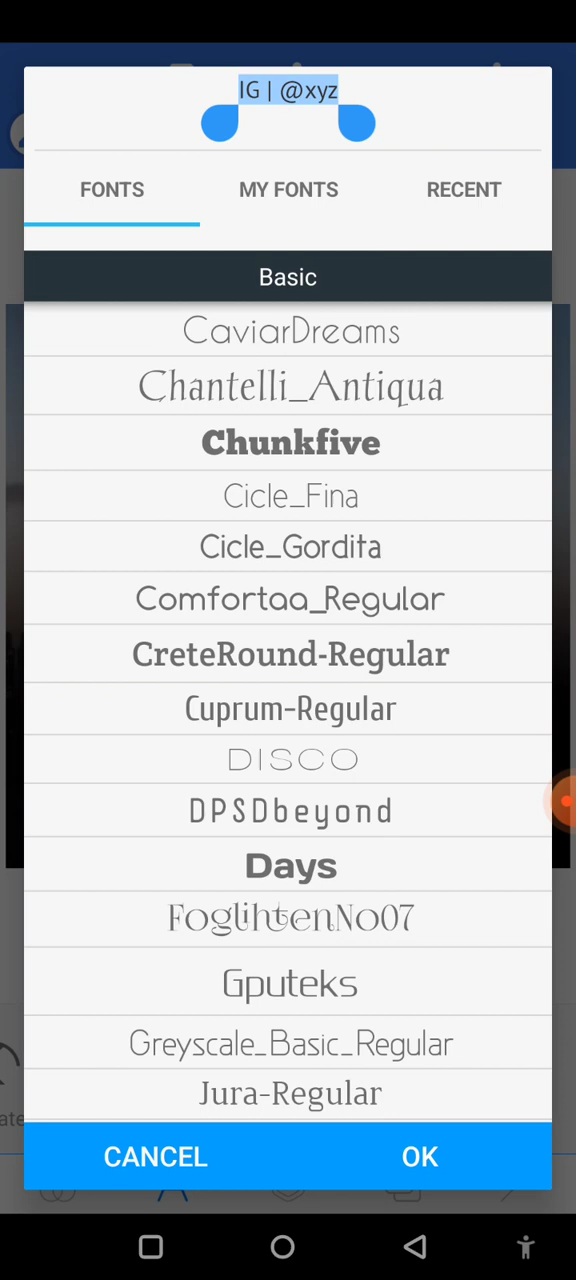 IG | @xyz
FONTS
MY FONTS
RECENT
Basic
CaviarDreams
Chantelli_Antiqua
Chunkfive
Cicle_Fina
Cicle_Gordita
Comfortaa_Regular
CreteRound-Regular
Cuprum-Regular
DISCO
DPSDbeyond
Days
FoglihtenNo07
Gputeks
Greyscale_Basic_Regular
Jura-Regular
ate
CANCEL
OK